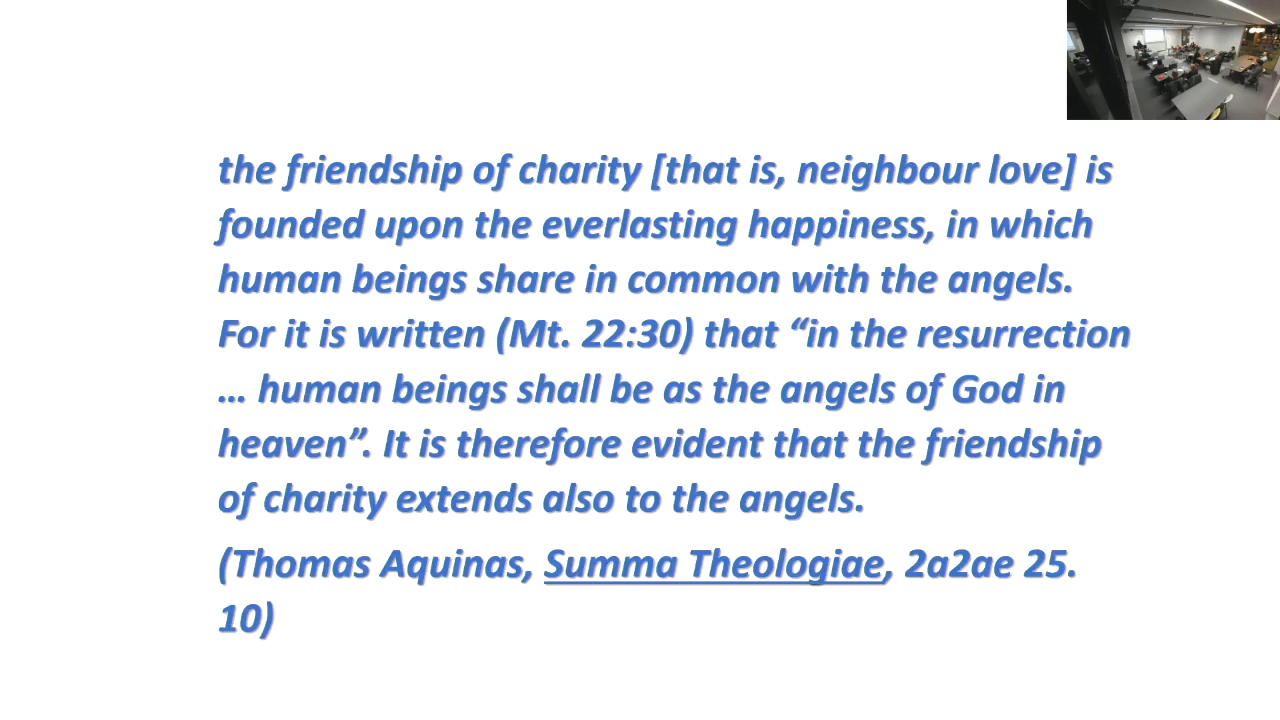 the friendship of charity [that is, neighbour love] is
founded upon the everlasting happiness, in which
human beings share in common with the angels.
For it is written (Mt. 22:30) that “in the resurrection
… human beings shall be as the angels of God in
heaven”. It is therefore evident that the friendship
of charity extends also to the angels.
(Thomas Aquinas, Summa Theologiae, 2a2ae 25.
10)